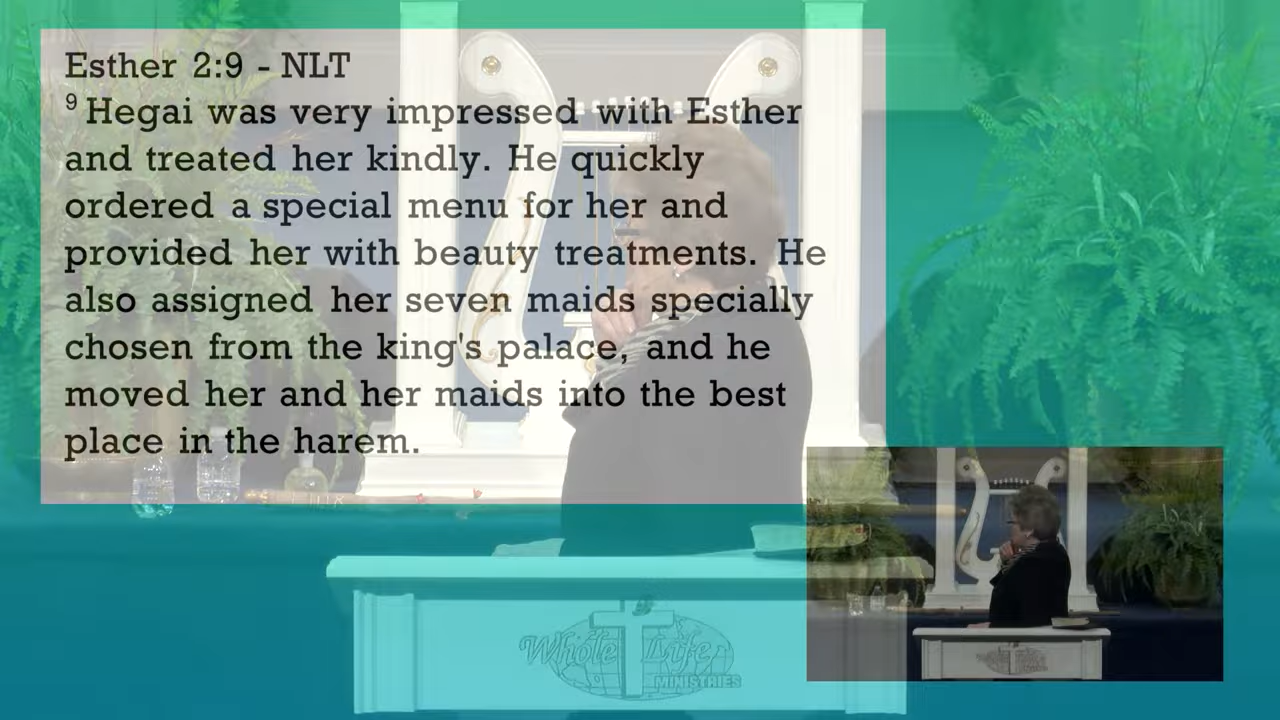 Esther 2:9 - NLT
9 Hegai was very impressed with Esther
and treated her kindly. He quickly
ordered a special menu for her and
provided her with beauty treatments. He
also assigned her seven maids specially
chosen from the king's palace, and he
moved her and her maids into the best
place in the harem.
Whole Life
MINISTRIES